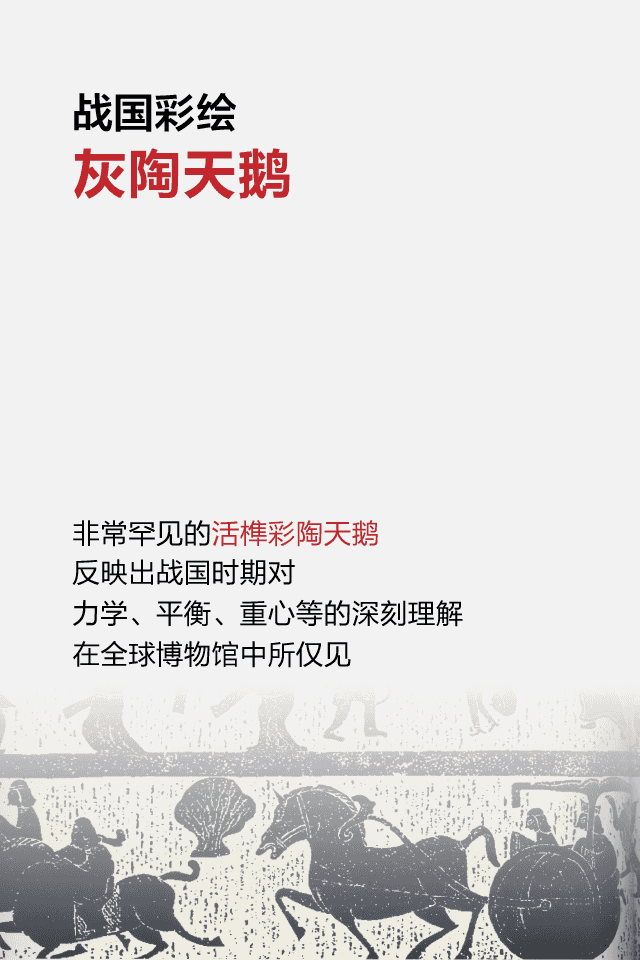 战国彩绘
灰陶天鹅
非常罕见的活榫彩陶天鹅
反映出战国时期对
力学、平衡、重心等的深刻理解
在全球博物馆中所仅见